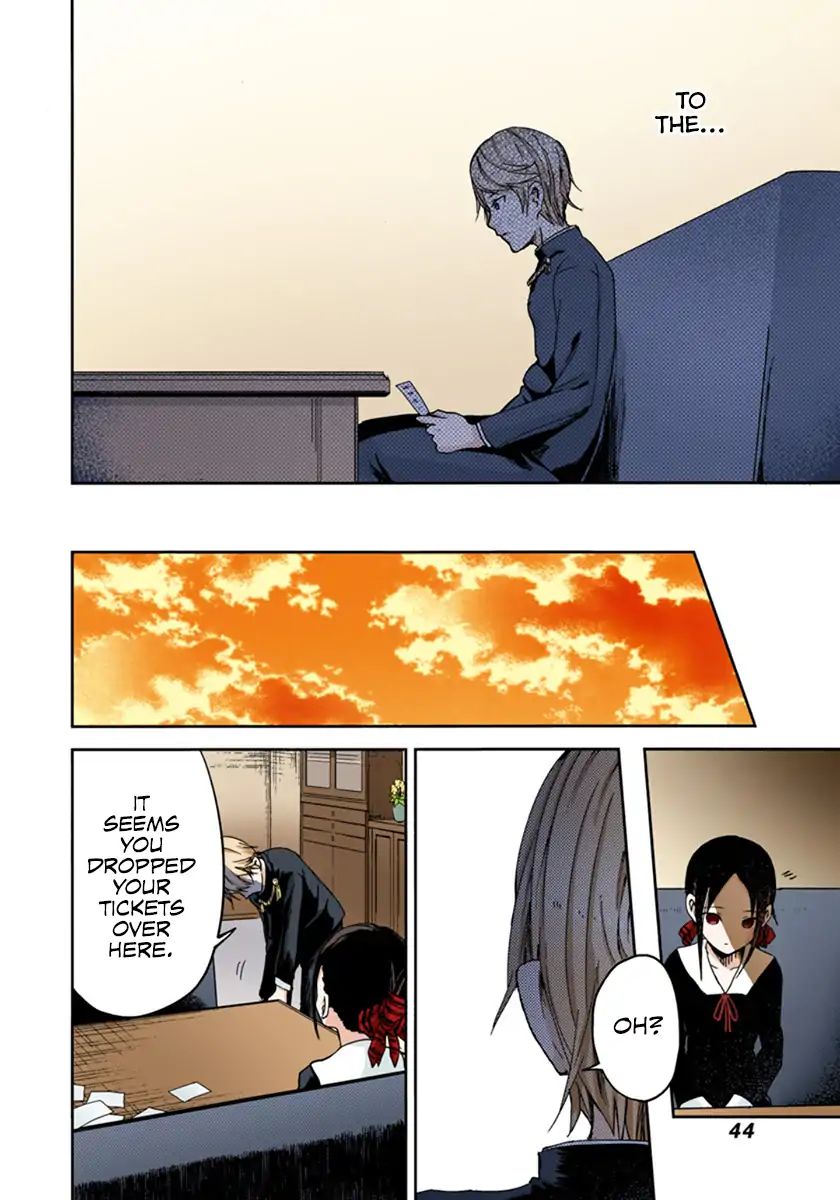 TO
THE...
OH?
IT
SEEMS
YOU
DROPPED
YOUR
TICKETS
OVER
HERE.
44